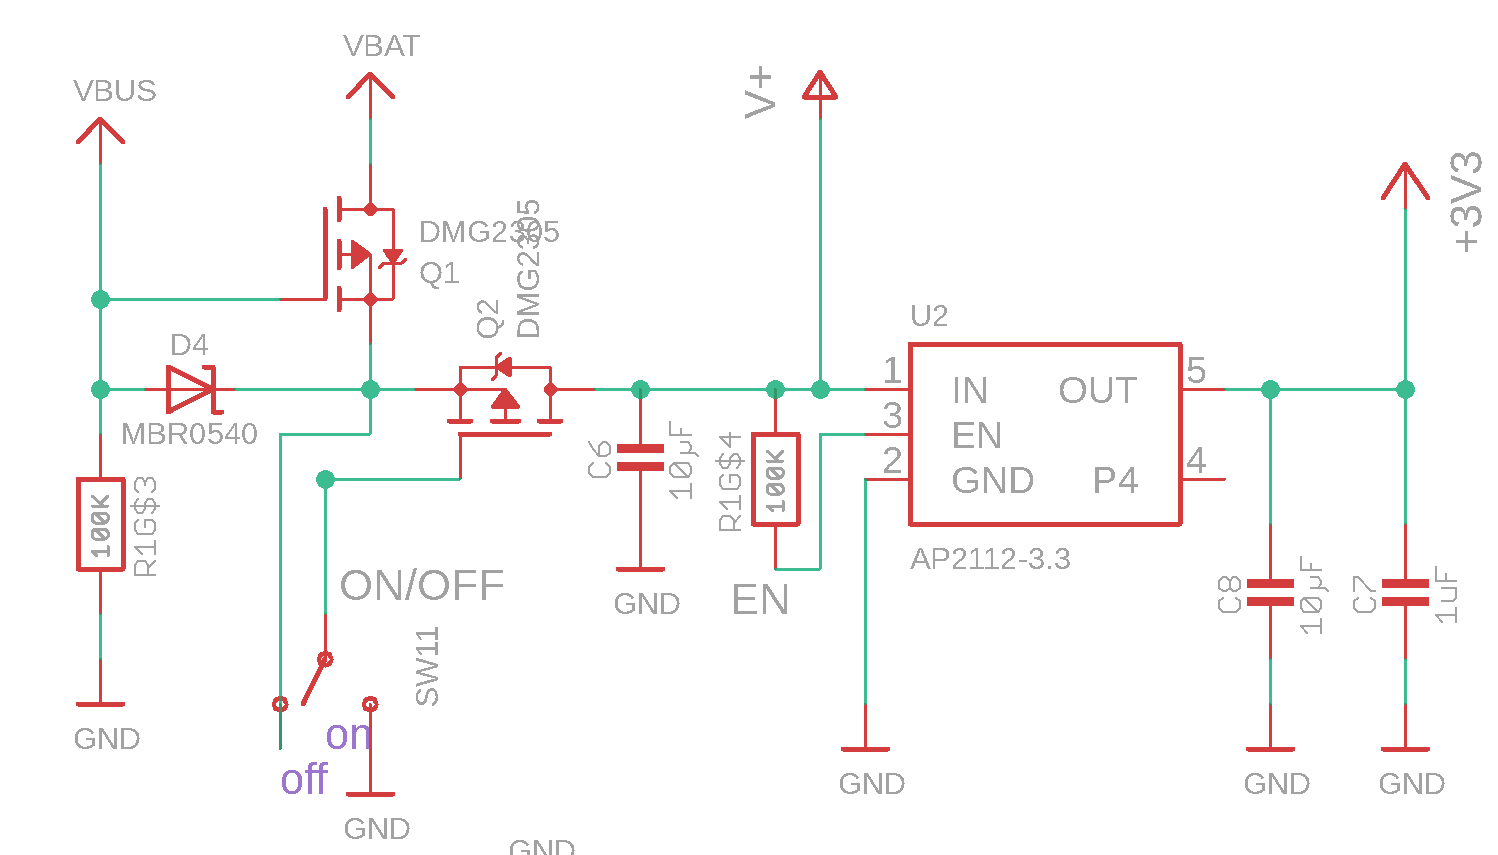 VBAT
VBUS
V+
+3V3
DMG2305
Q1
Q2
DMG2305
D4
MBR0540
U2
1
IN
OUT
5
3
EN
2
GND
P4
4
AP2112-3.3
100K
R1G$3
C6
10µF
R1G$4
100K
ON/OFF
SW11
GND
EN
C8
10µF
C7
1uF
GND
on
off
GND
GND
GND
GND
GND